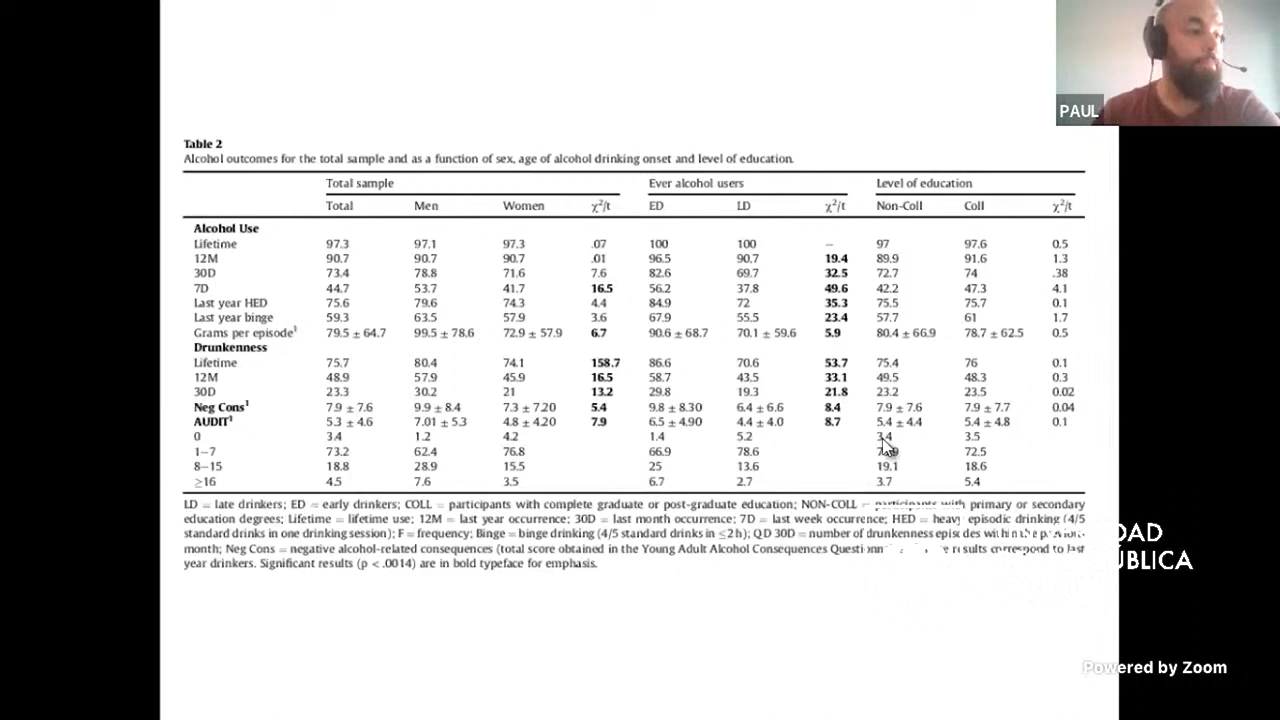 PAUL
Table 2
Alcohol outcomes for the total sample and as a function of sex, age of alcohol drinking onset and level of education.
Total sample Ever alcohol users Level of education
Total Men Women χ²/t ED LD χ²/t Non-Coll Coll χ²/t
Alcohol Use
Lifetime 97.3 97.1 97.3 .07 100 100 – 97 97.6 0.5
12M 90.7 90.7 90.7 .01 96.5 90.7 19.4 89.9 91.6 1.3
30D 73.4 78.8 71.6 7.6 82.6 69.7 32.5 72.7 74 .38
7D 44.7 53.7 41.7 16.5 56.2 37.8 49.6 42.2 47.3 4.1
Last year HED 75.6 79.6 74.3 4.4 84.9 72 35.3 75.5 75.7 0.1
Last year binge 59.3 63.5 57.9 3.6 67.9 55.5 23.4 57.7 61 1.7
Grams per episode¹ 79.5 ± 64.7 99.5 ± 78.6 72.9 ± 57.9 6.7 90.6 ± 68.7 70.1 ± 59.6 5.9 80.4 ± 66.9 78.7 ± 62.5 0.5
Drunkenness
Lifetime 75.7 80.4 74.1 158.7 86.6 70.6 53.7 75.4 76 0.1
12M 48.9 57.9 45.9 16.5 58.7 43.5 33.1 49.5 48.3 0.3
30D 23.3 30.2 21 13.2 29.8 19.3 21.8 23.2 23.5 0.02
Neg Cons¹ 7.9 ± 7.6 9.9 ± 8.4 7.3 ± 7.20 5.4 9.8 ± 8.30 6.4 ± 6.6 8.4 7.9 ± 7.6 7.9 ± 7.7 0.04
AUDIT¹ 5.3 ± 4.6 7.01 ± 5.3 4.8 ± 4.20 7.9 6.5 ± 4.90 4.4 ± 4.0 8.7 5.4 ± 4.4 5.4 ± 4.8 0.1
0 3.4 1.2 4.2 1.4 5.2 3.4 3.5
1–7 73.2 62.4 76.8 66.9 78.6 72.5
8–15 18.8 28.9 15.5 25 13.6 19.1 18.6
≥16 4.5 7.6 3.5 6.7 2.7 3.7 5.4
LD = late drinkers; ED = early drinkers; COLL = participants with complete graduate or post-graduate education; NON-COLL = participants with primary or secondary
education degrees; Lifetime = lifetime use; 12M = last year occurrence; 30D = last month occurrence; 7D = last week occurrence; HED = heavy episodic drinking (4/5
standard drinks in one drinking session); F = frequency; Binge = binge drinking (4/5 standard drinks in ≤2 h); QD 30D = number of drunkenness episodes within the
month; Neg Cons = negative alcohol-related consequences (total score obtained in the Young Adult Alcohol Consequences results correspond to last
year drinkers. Significant results (p < .0014) are in bold typeface for emphasis.
DAD
ÚBLICA
Powered by Zoom